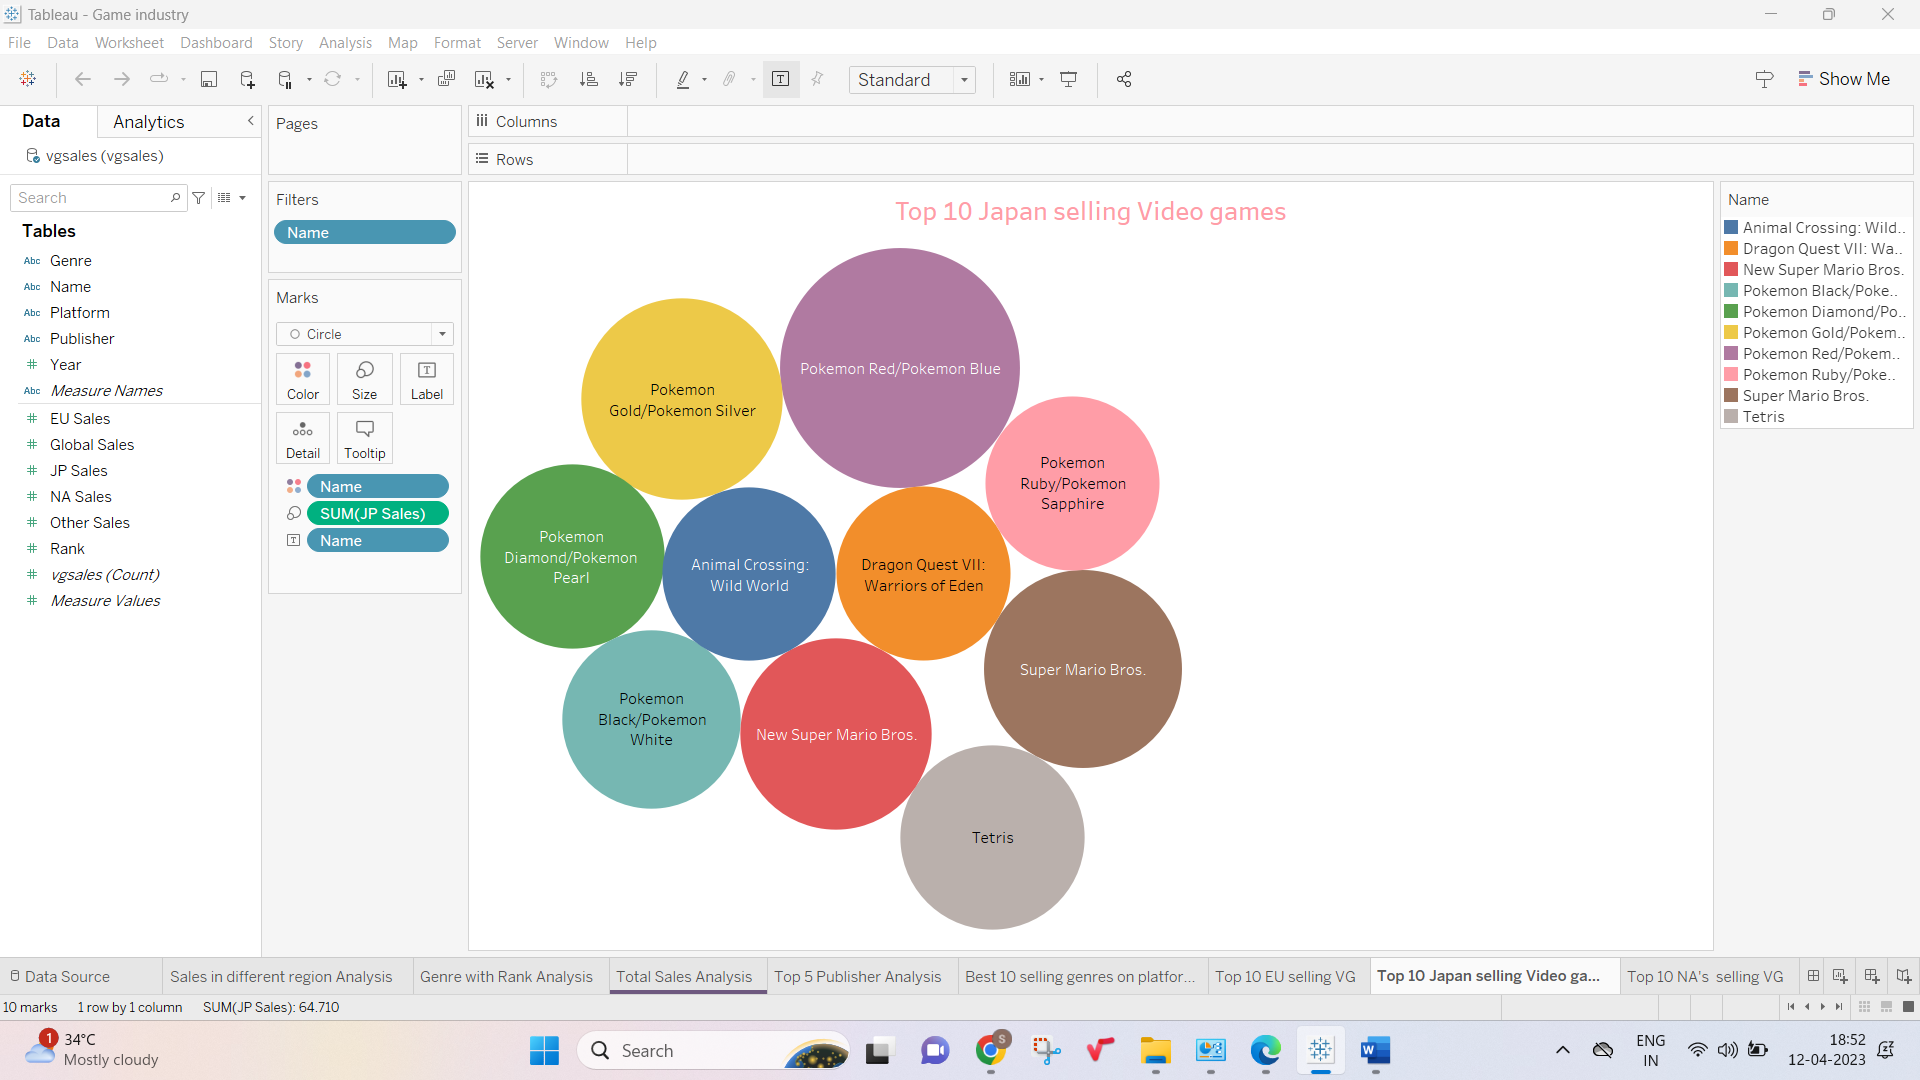 Tableau - Game industry
File Data Worksheet Dashboard Story Analysis Map Format Server Window Help
Standard
Show Me
Data Analytics
vgsales (vgsales)
Search
Tables
Abc Genre
Abc Name
Abc Platform
Abc Publisher
# Year
Abc Measure Names
# EU Sales
# Global Sales
# JP Sales
# NA Sales
# Other Sales
# Rank
# vgsales (Count)
# Measure Values
Pages
Filters
Name
Marks
Circle
Color Size Label
Detail Tooltip
Name
SUM(JP Sales)
Name
Columns
Rows
Top 10 Japan selling Video games
Pokemon Red/Pokemon Blue
Pokemon
Gold/Pokemon Silver
Pokemon
Ruby/Pokemon
Sapphire
Pokemon
Diamond/Pokemon
Pearl
Animal Crossing:
Wild World
Dragon Quest VII:
Warriors of Eden
Super Mario Bros.
Pokemon
Black/Pokemon
White
New Super Mario Bros.
Tetris
Name
Animal Crossing: Wild..
Dragon Quest VII: Wa..
New Super Mario Bros.
Pokemon Black/Poke..
Pokemon Diamond/Po..
Pokemon Gold/Pokem..
Pokemon Red/Pokem..
Pokemon Ruby/Poke..
Super Mario Bros.
Tetris
Data Source Sales in different region Analysis Genre with Rank Analysis Total Sales Analysis Top 5 Publisher Analysis Best 10 selling genres on platfor... Top 10 EU selling VG Top 10 Japan selling Video ga... Top 10 NA's selling VG
10 marks 1 row by 1 column SUM(JP Sales): 64.710
1
34°C
Mostly cloudy
Search
S
ENG
IN
18:52
12-04-2023